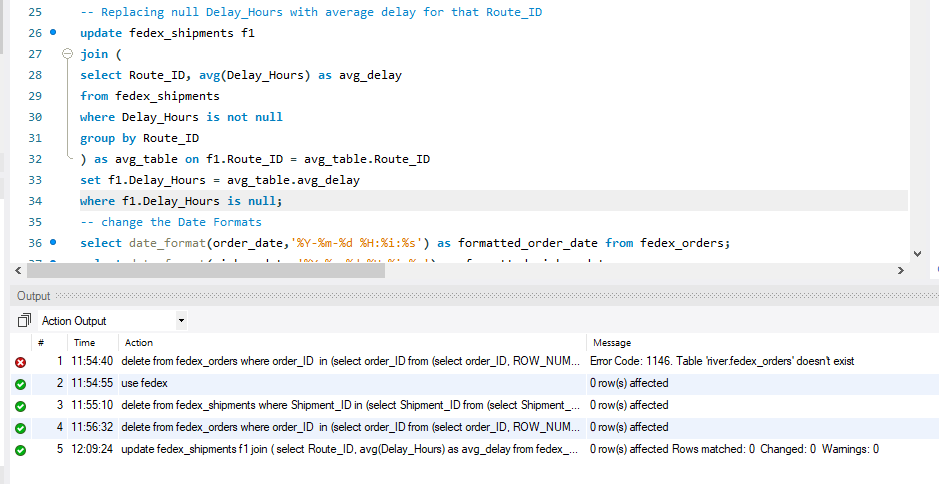 25 -- Replacing null Delay_Hours with average delay for that Route_ID
26 update fedex_shipments f1
27 join (
28 select Route_ID, avg(Delay_Hours) as avg_delay
29 from fedex_shipments
30 where Delay_Hours is not null
31 group by Route_ID
32 ) as avg_table on f1.Route_ID = avg_table.Route_ID
33 set f1.Delay_Hours = avg_table.avg_delay
34 where f1.Delay_Hours is null;
35 -- change the Date Formats
36 select date_format(order_date,'%Y-%m-%d %H:%i:%s') as formatted_order_date from fedex_orders;
Output
Action Output
# Time Action Message
1 11:54:40 delete from fedex_orders where order_ID in (select order_ID from (select order_ID, ROW_NUM... Error Code: 1146. Table 'river.fedex_orders' doesn't exist
2 11:54:55 use fedex 0 row(s) affected
3 11:55:10 delete from fedex_shipments where Shipment_ID in (select Shipment_ID from (select Shipment_... 0 row(s) affected
4 11:56:32 delete from fedex_orders where order_ID in (select order_ID from (select order_ID, ROW_NUM... 0 row(s) affected
5 12:09:24 update fedex_shipments f1 join ( select Route_ID, avg(Delay_Hours) as avg_delay from fedex_... 0 row(s) affected Rows matched: 0 Changed: 0 Warnings: 0